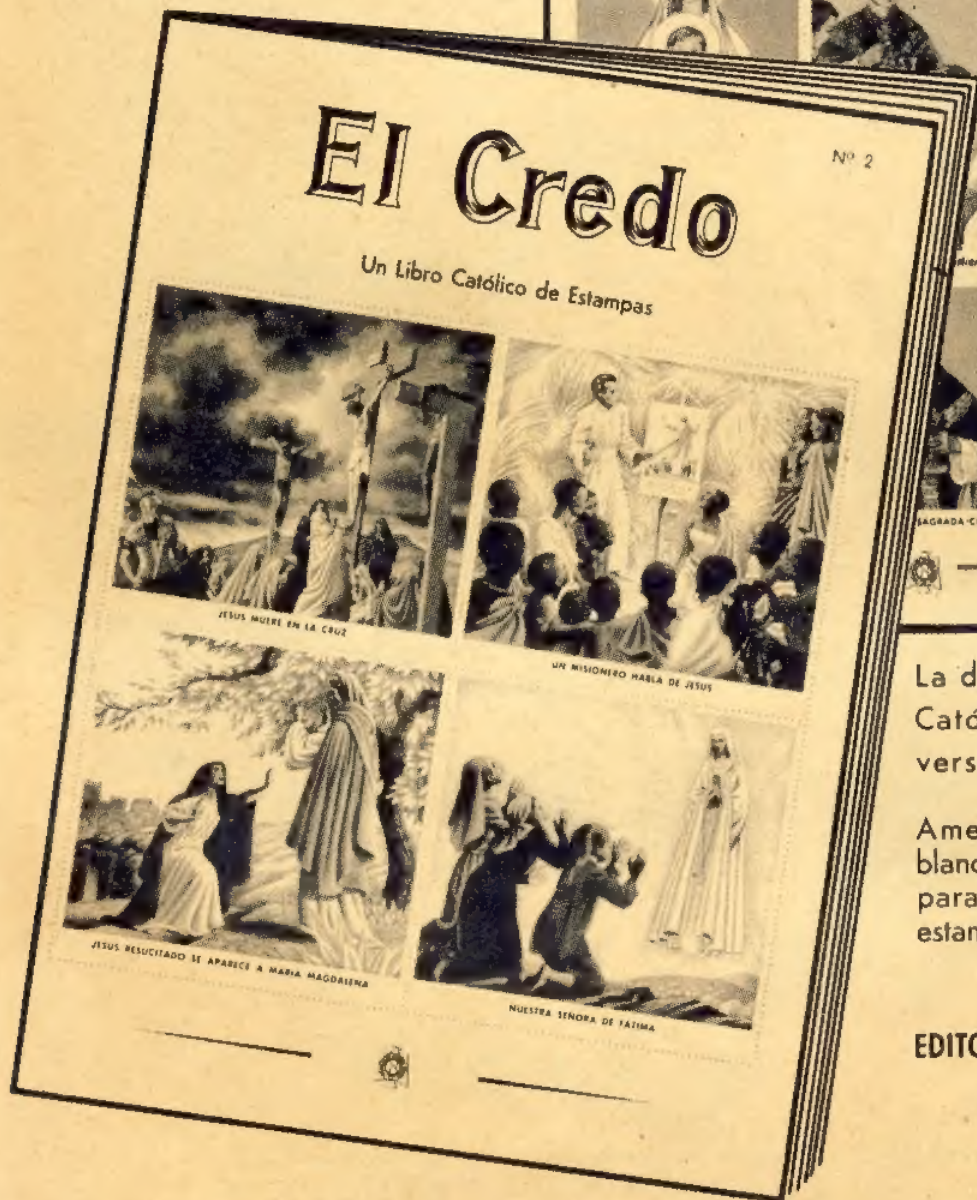 El Credo
Nº 2
Un Libro Católico de Estampas
JESUS MUERE EN LA CRUZ
UN MISIONERO HABLA DE JESUS
JESUS RESUCITADO SE APARECE A MARIA MAGDALENA
NUESTRA SEÑORA DE FATIMA
SAGRADA C
La d
Cató
vers
Ame
blanc
para
estan
EDITO